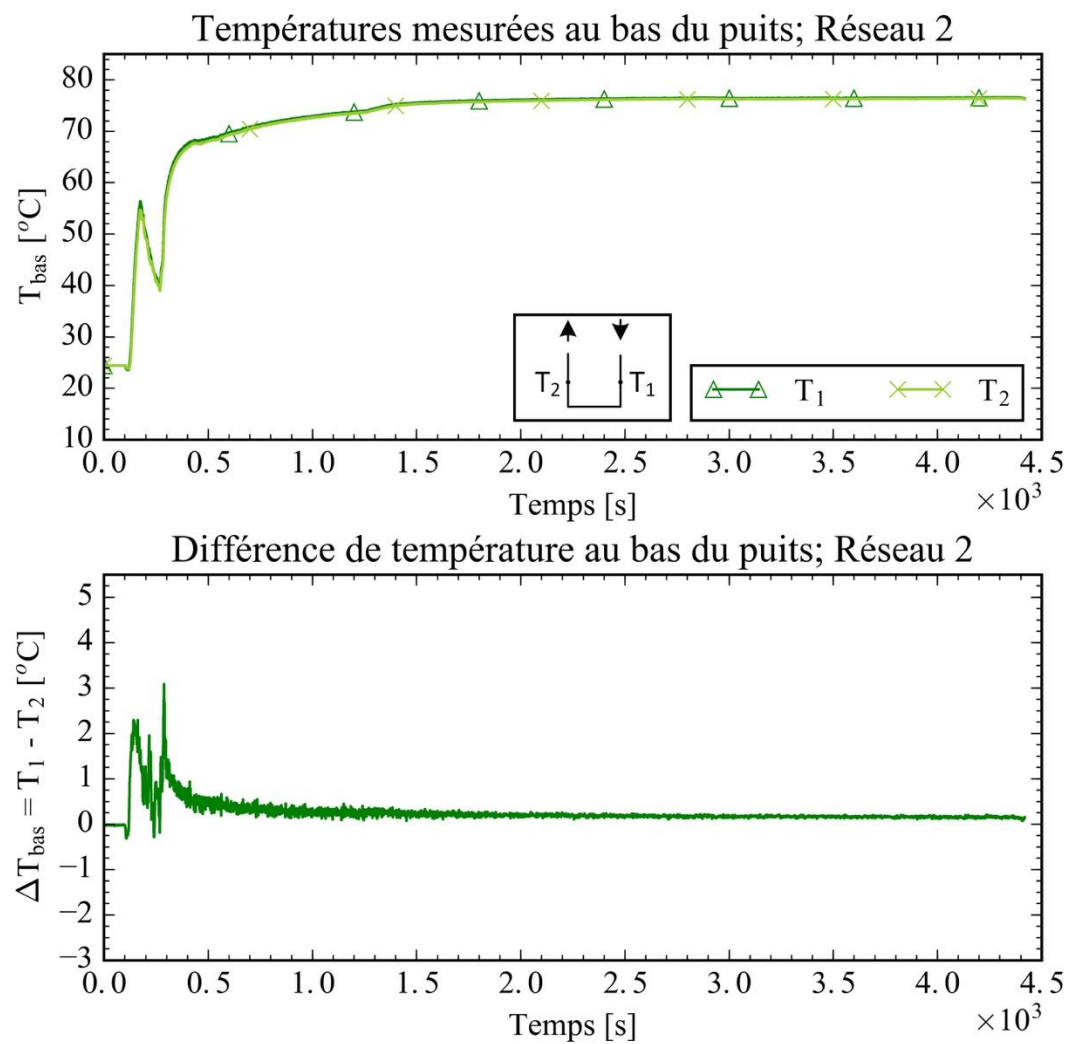 Températures mesurées au bas du puits; Réseau 2
80
70
60
50
40
30
20
10
T_bas [°C]
T2 T1
T1 T2
0.0 0.5 1.0 1.5 2.0 2.5 3.0 3.5 4.0 4.5
Temps [s]
×10³
Différence de température au bas du puits; Réseau 2
5
4
3
2
1
0
−1
−2
−3
ΔT_bas = T1 - T2 [°C]
0.0 0.5 1.0 1.5 2.0 2.5 3.0 3.5 4.0 4.5
Temps [s]
×10³